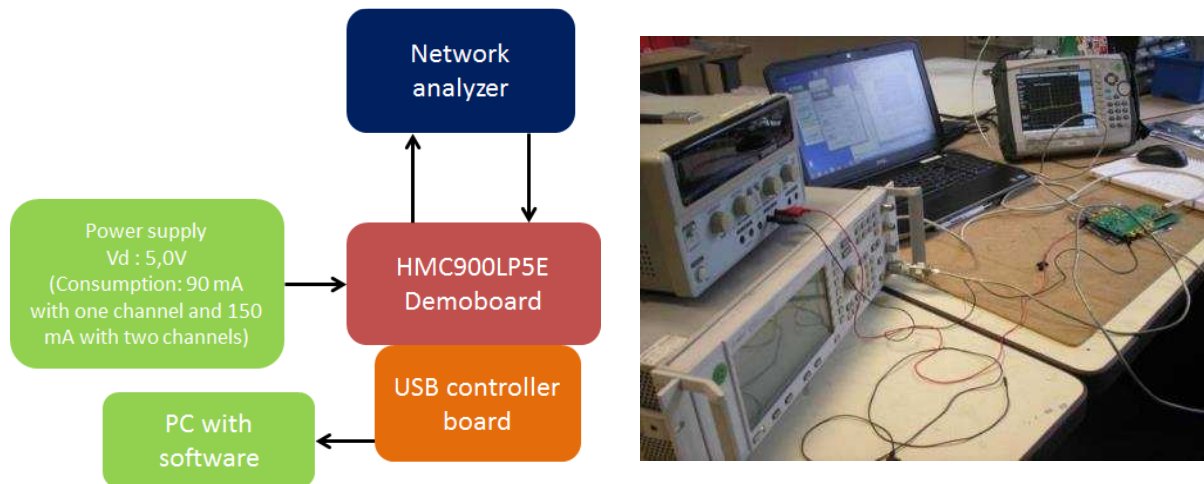 Network
analyzer
Power supply
Vd : 5,0V
(Consumption: 90 mA
with one channel and 150
mA with two channels)
HMC900LP5E
Demoboard
USB controller
board
PC with
software